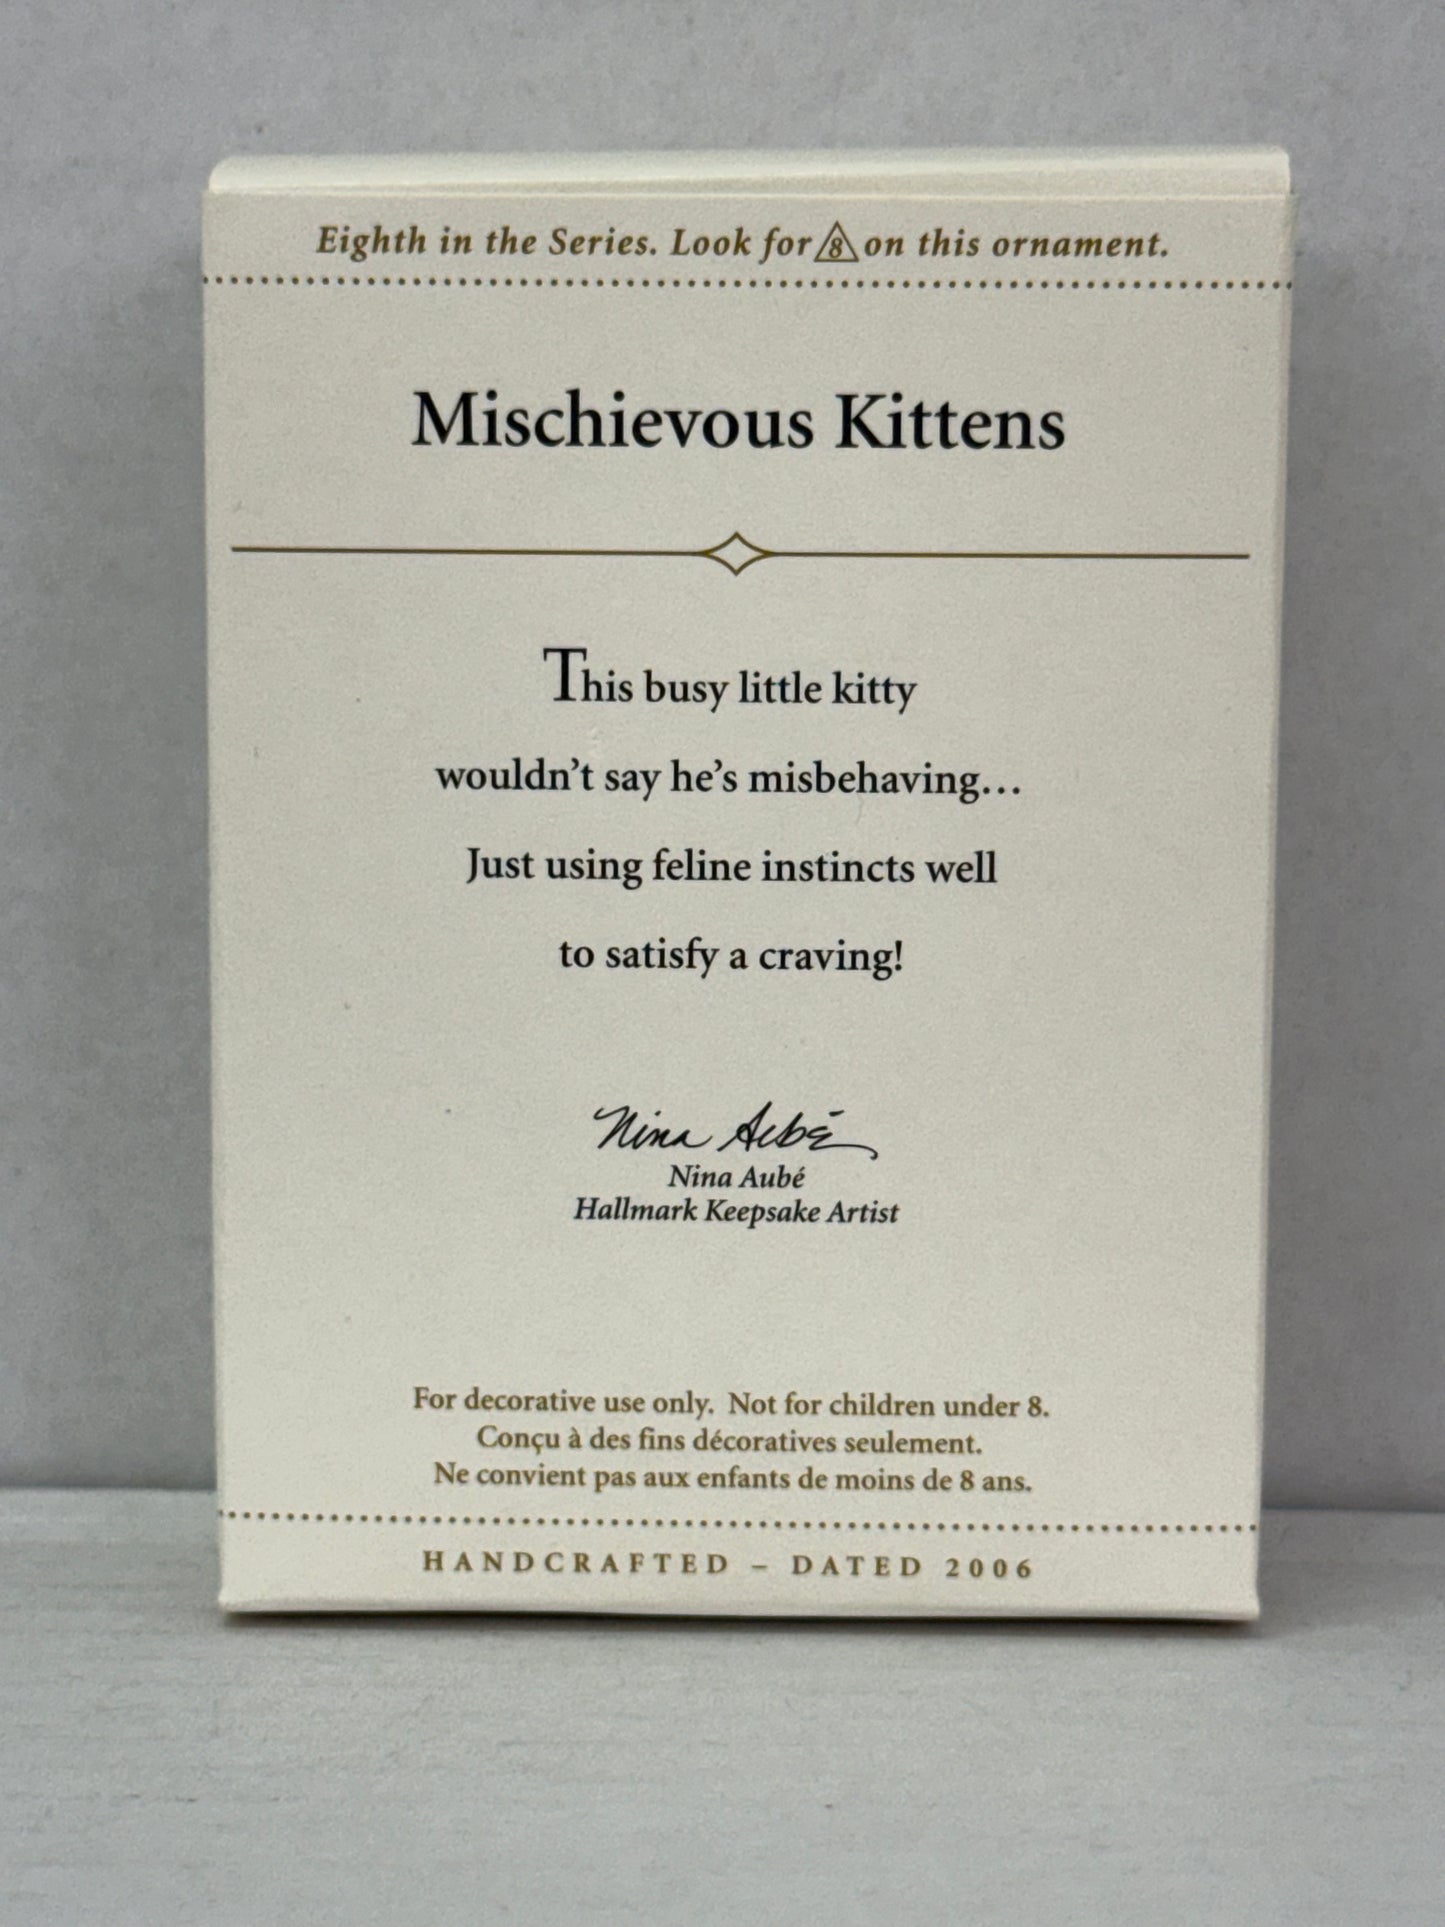 Eighth in the Series. Look for 8 on this ornament.
Mischievous Kittens
This busy little kitty
wouldn't say he's misbehaving...
Just using feline instincts well
to satisfy a craving!
Nina Aubé
Nina Aubé
Hallmark Keepsake Artist
For decorative use only. Not for children under 8.
Conçu à des fins décoratives seulement.
Ne convient pas aux enfants de moins de 8 ans.
HANDCRAFTED – DATED 2006